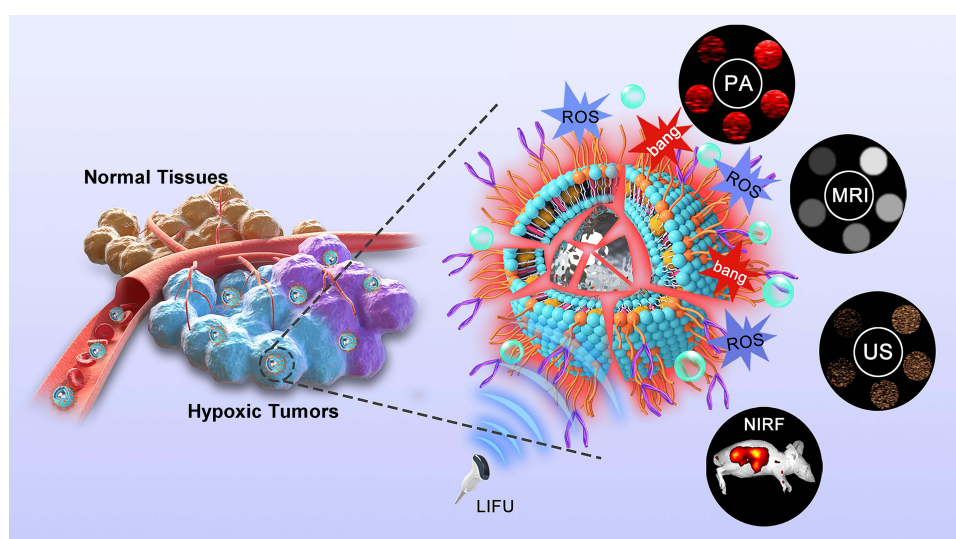 Normal Tissues
Hypoxic Tumors
ROS
bang
ROS
bang
ROS
LIFU
PA
MRI
US
NIRF